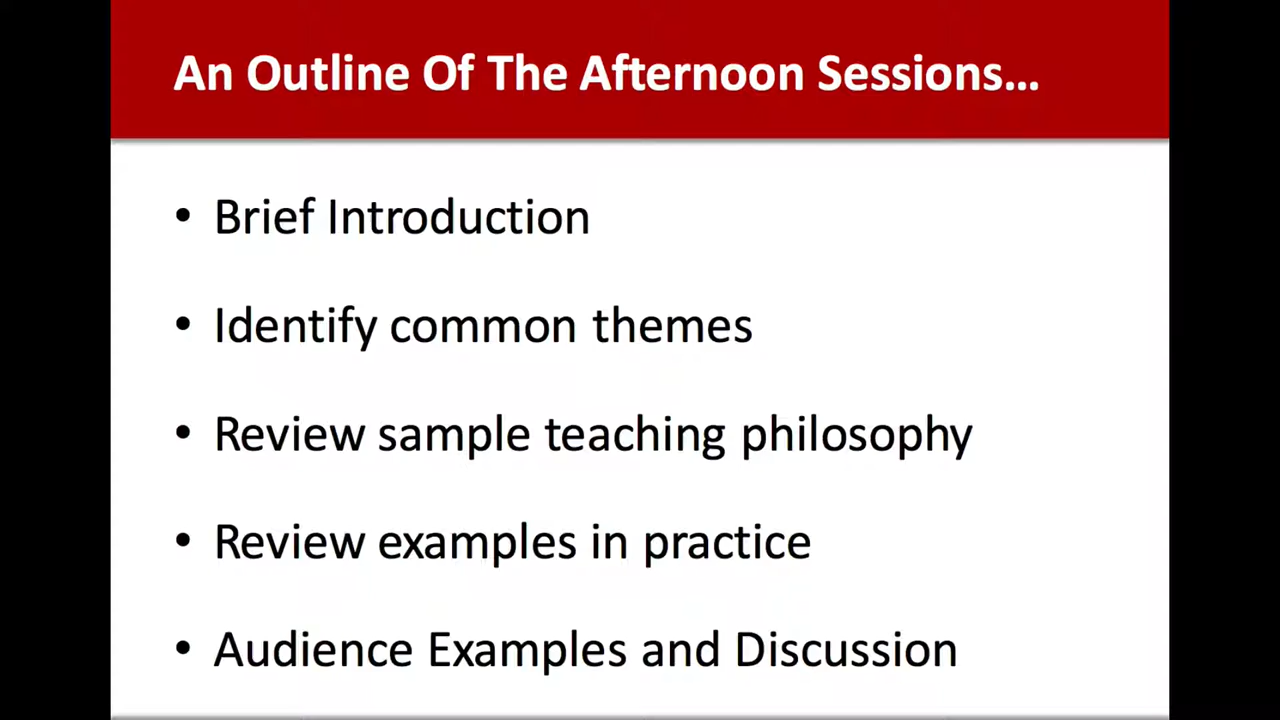 An Outline Of The Afternoon Sessions...
• Brief Introduction
• Identify common themes
• Review sample teaching philosophy
• Review examples in practice
• Audience Examples and Discussion